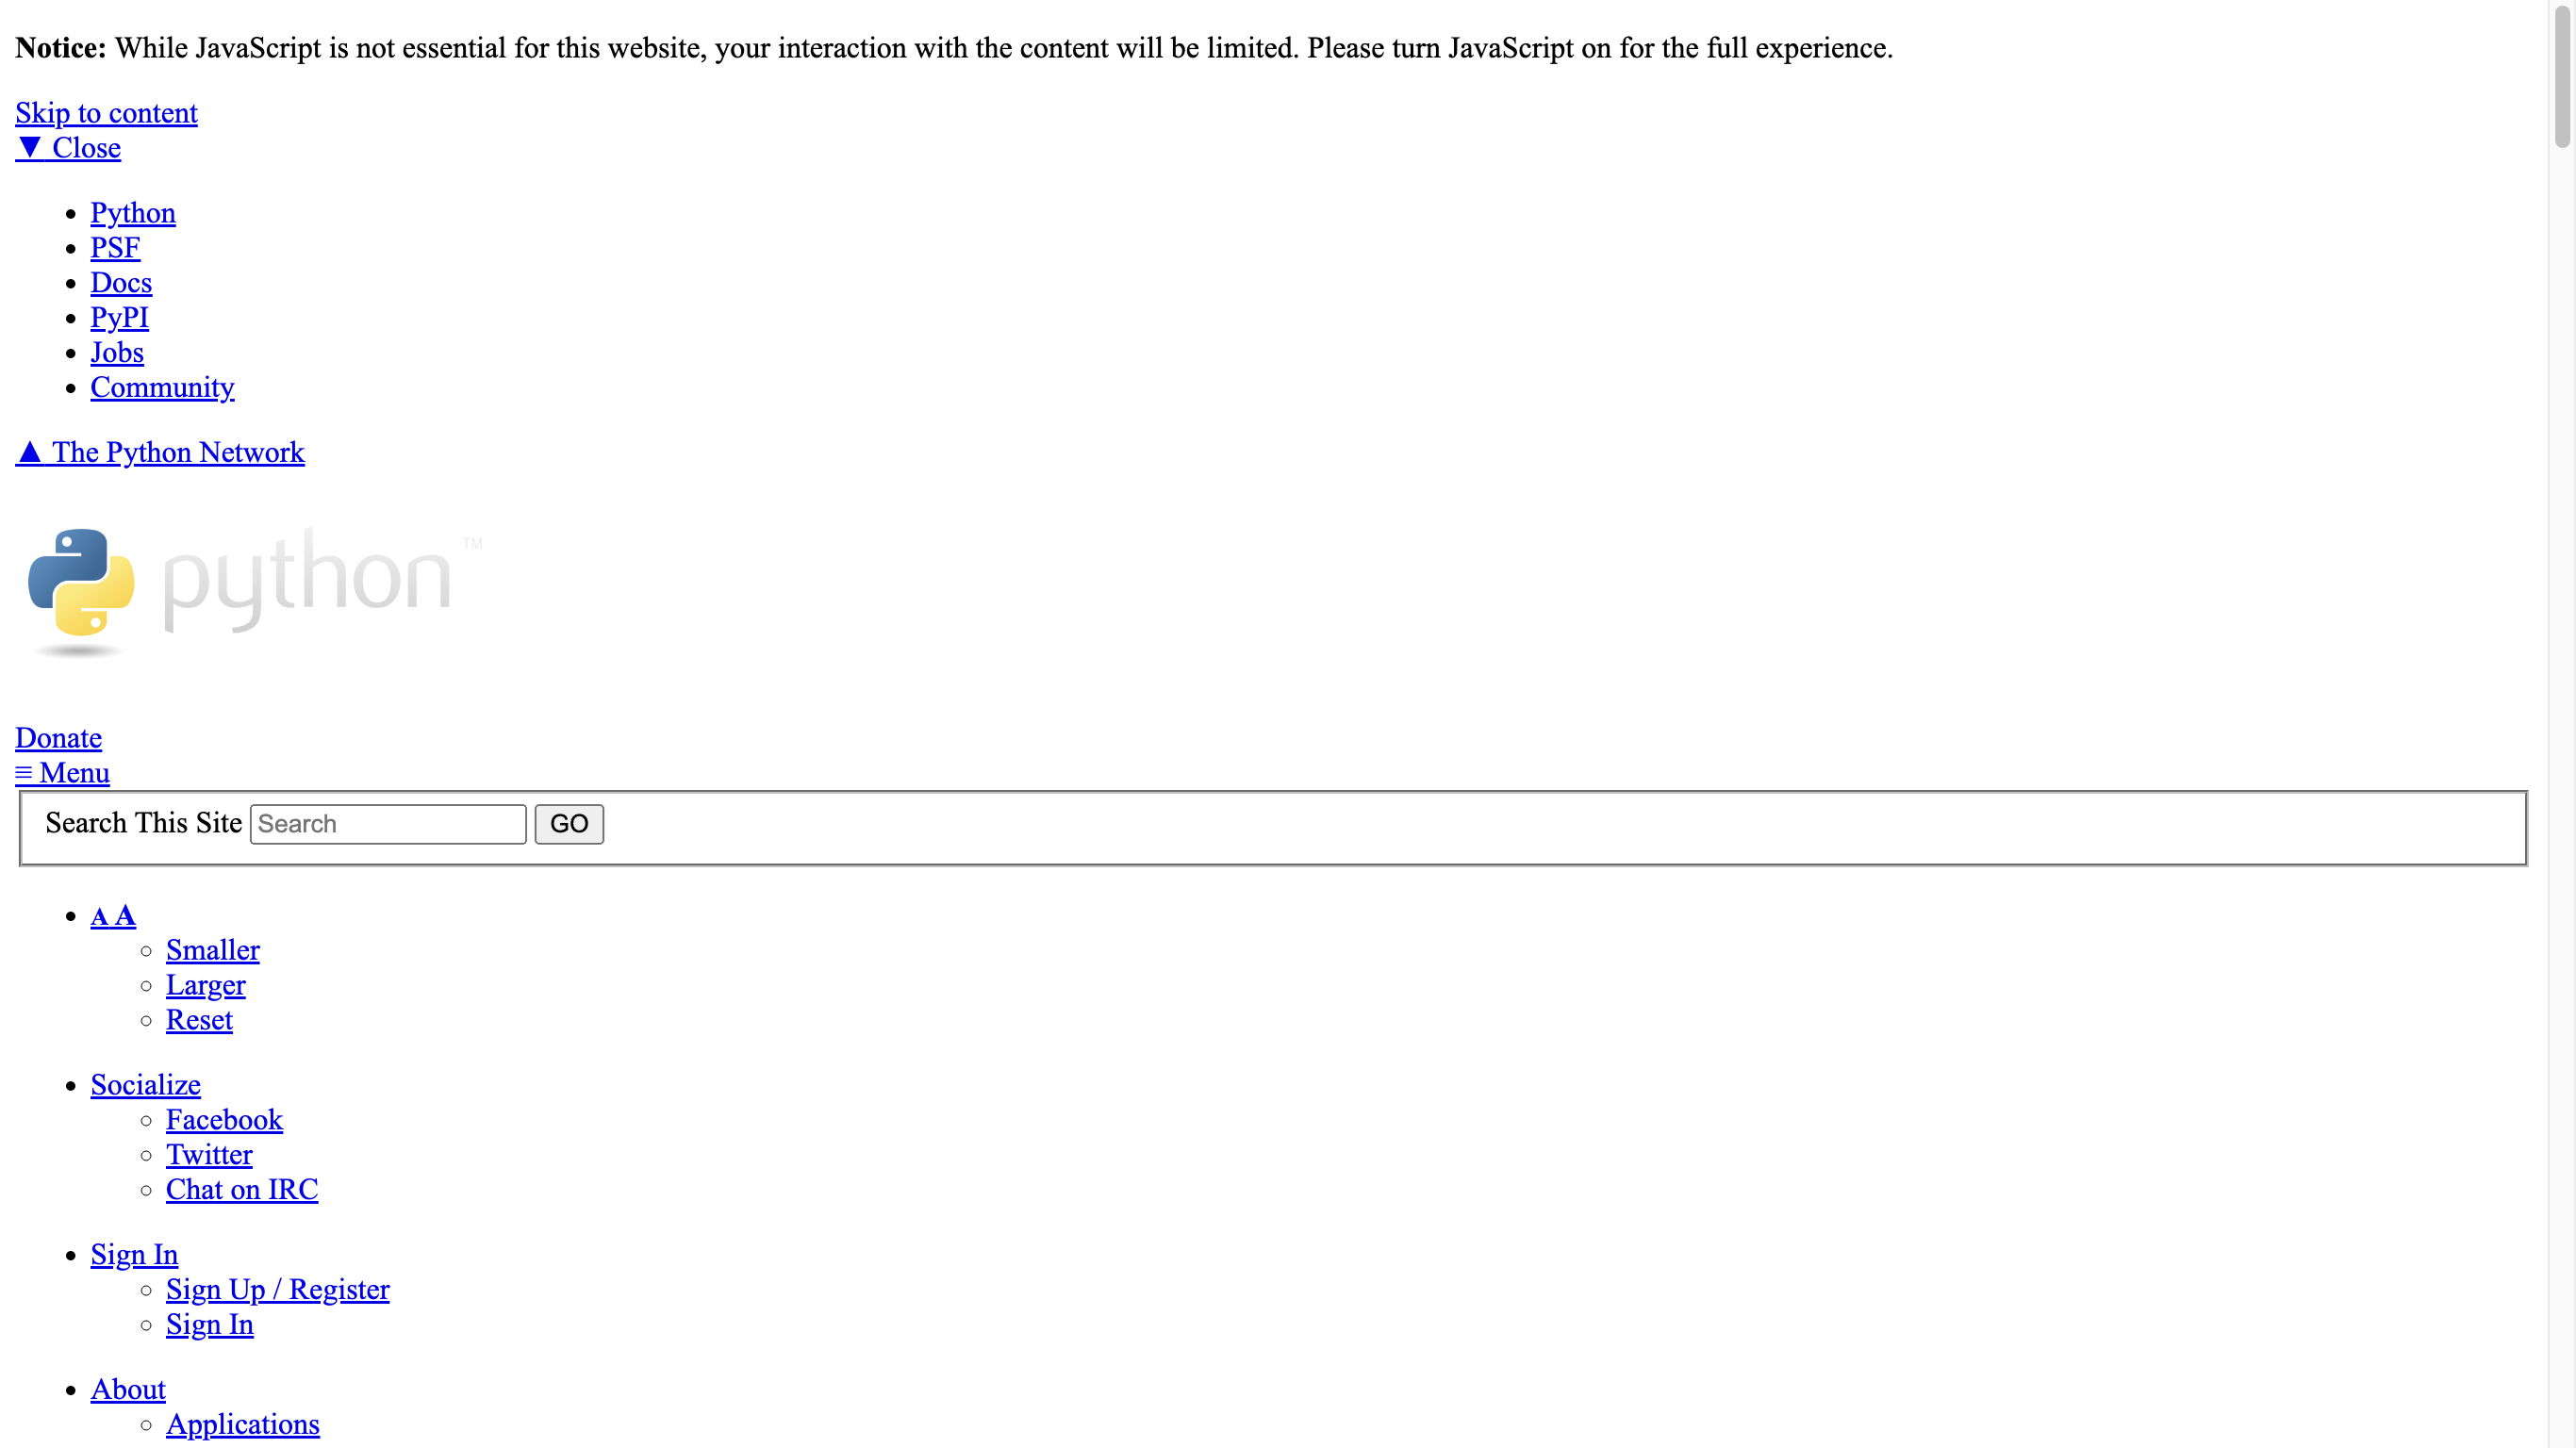 Notice: While JavaScript is not essential for this website, your interaction with the content will be limited. Please turn JavaScript on for the full experience.
Skip to content
▼ Close
Python
PSF
Docs
PyPI
Jobs
Community
▲ The Python Network
python™
Donate
≡ Menu
Search This Site Search GO
A A
Smaller
Larger
Reset
Socialize
Facebook
Twitter
Chat on IRC
Sign In
Sign Up / Register
Sign In
About
Applications